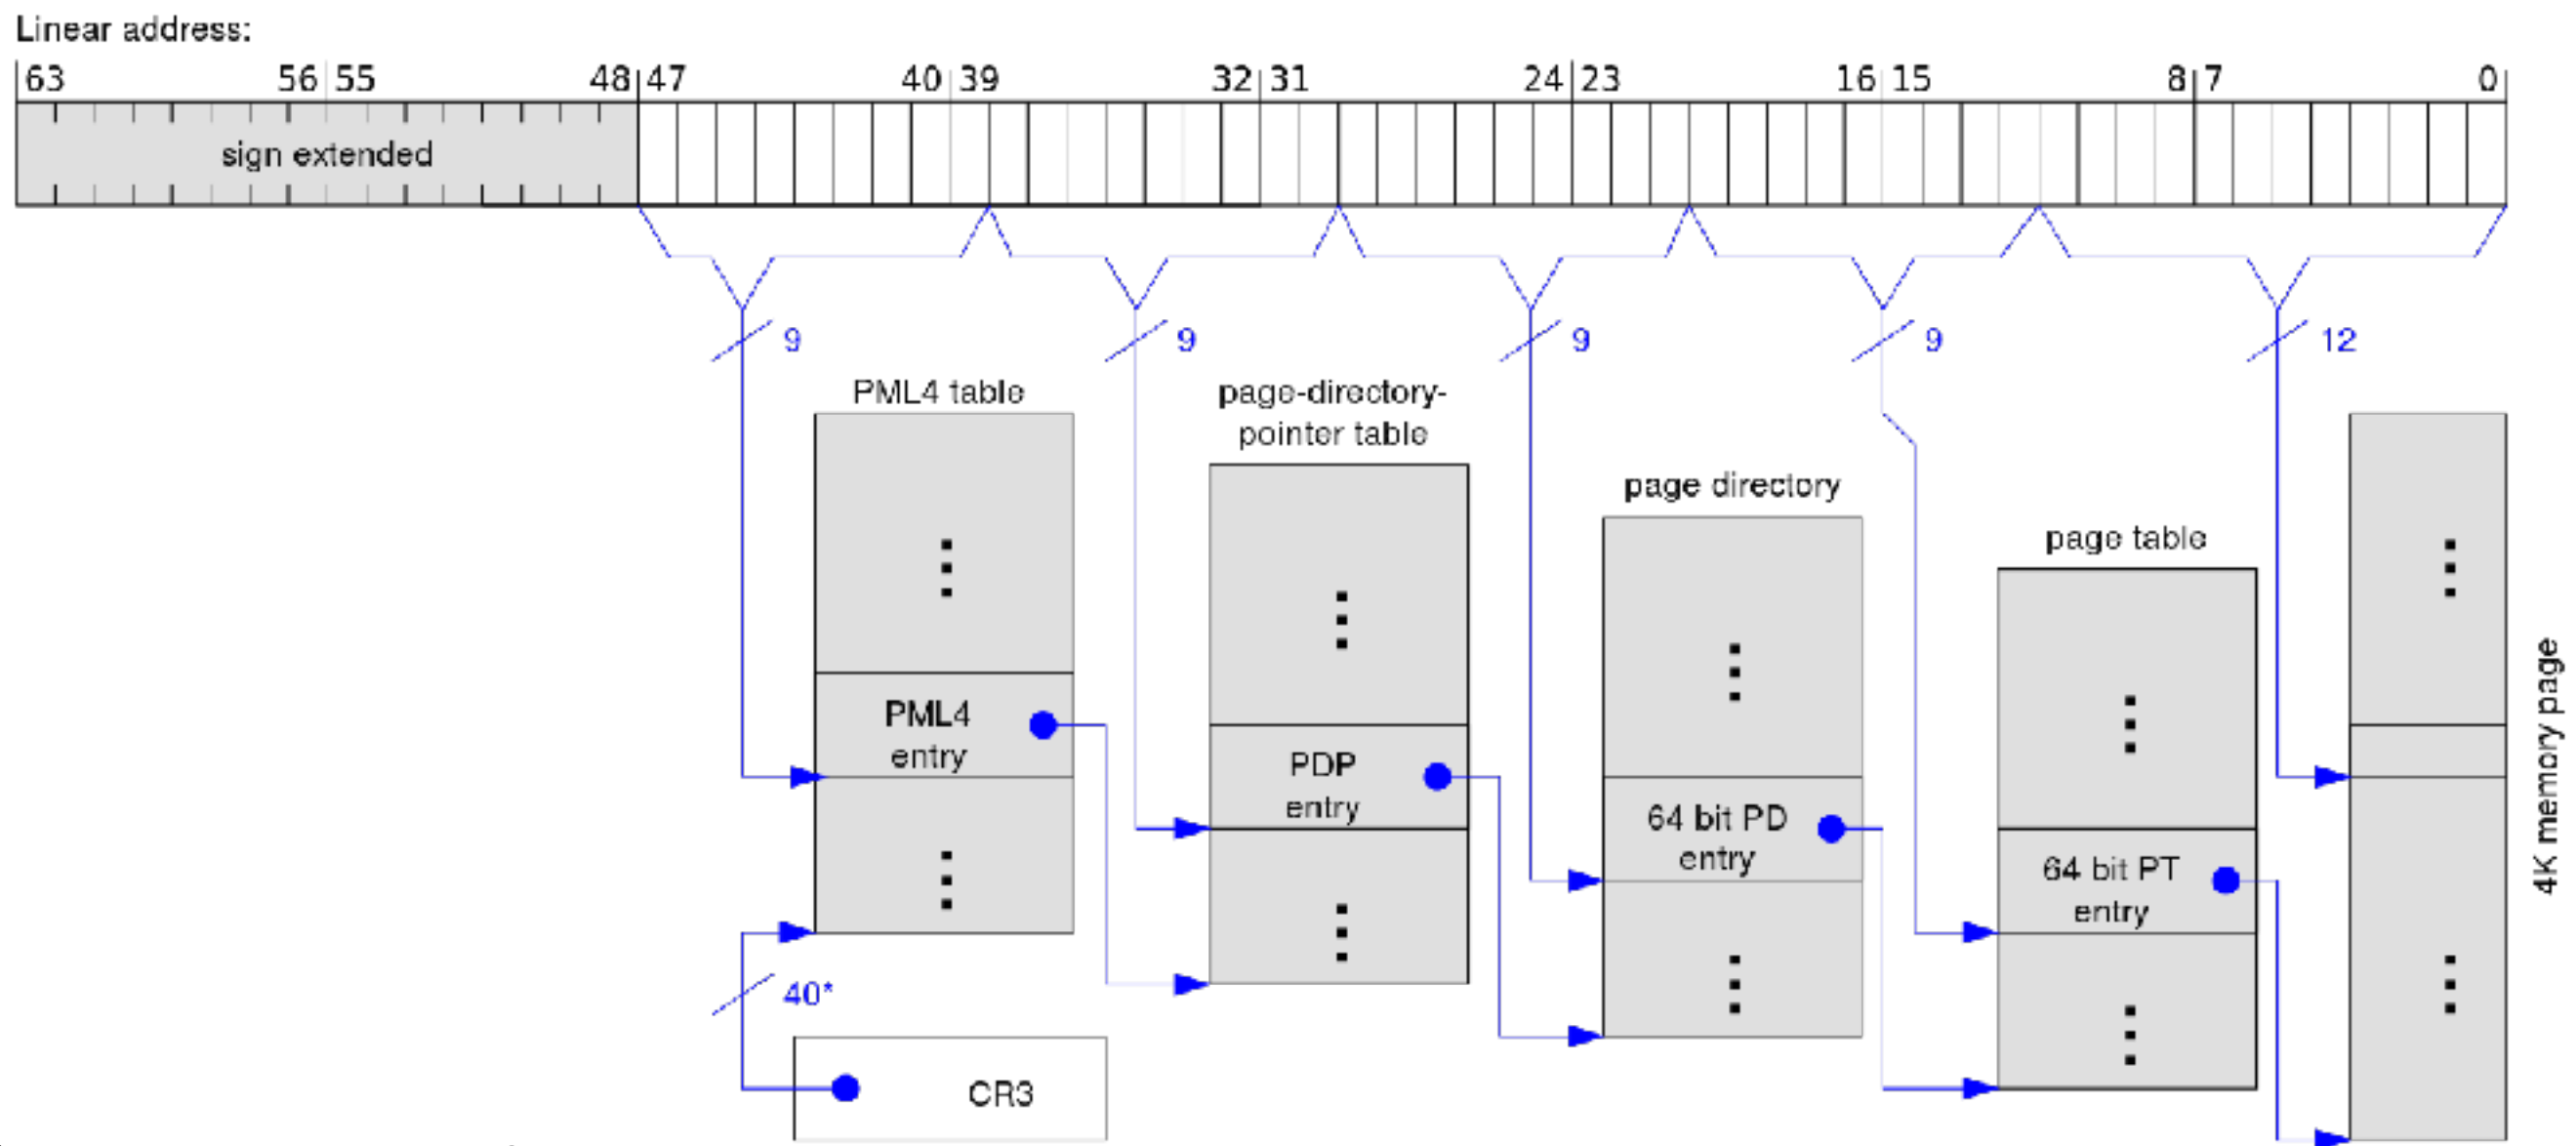 Linear address:
63 56 55 48 47 40 39 32 31 24 23 16 15 8 7 0
sign extended
9 9 9 9 12
PML4 table
page-directory-
pointer table
page directory
page table
PML4
entry
PDP
entry
64 bit PD
entry
64 bit PT
entry
4K memory page
40*
CR3